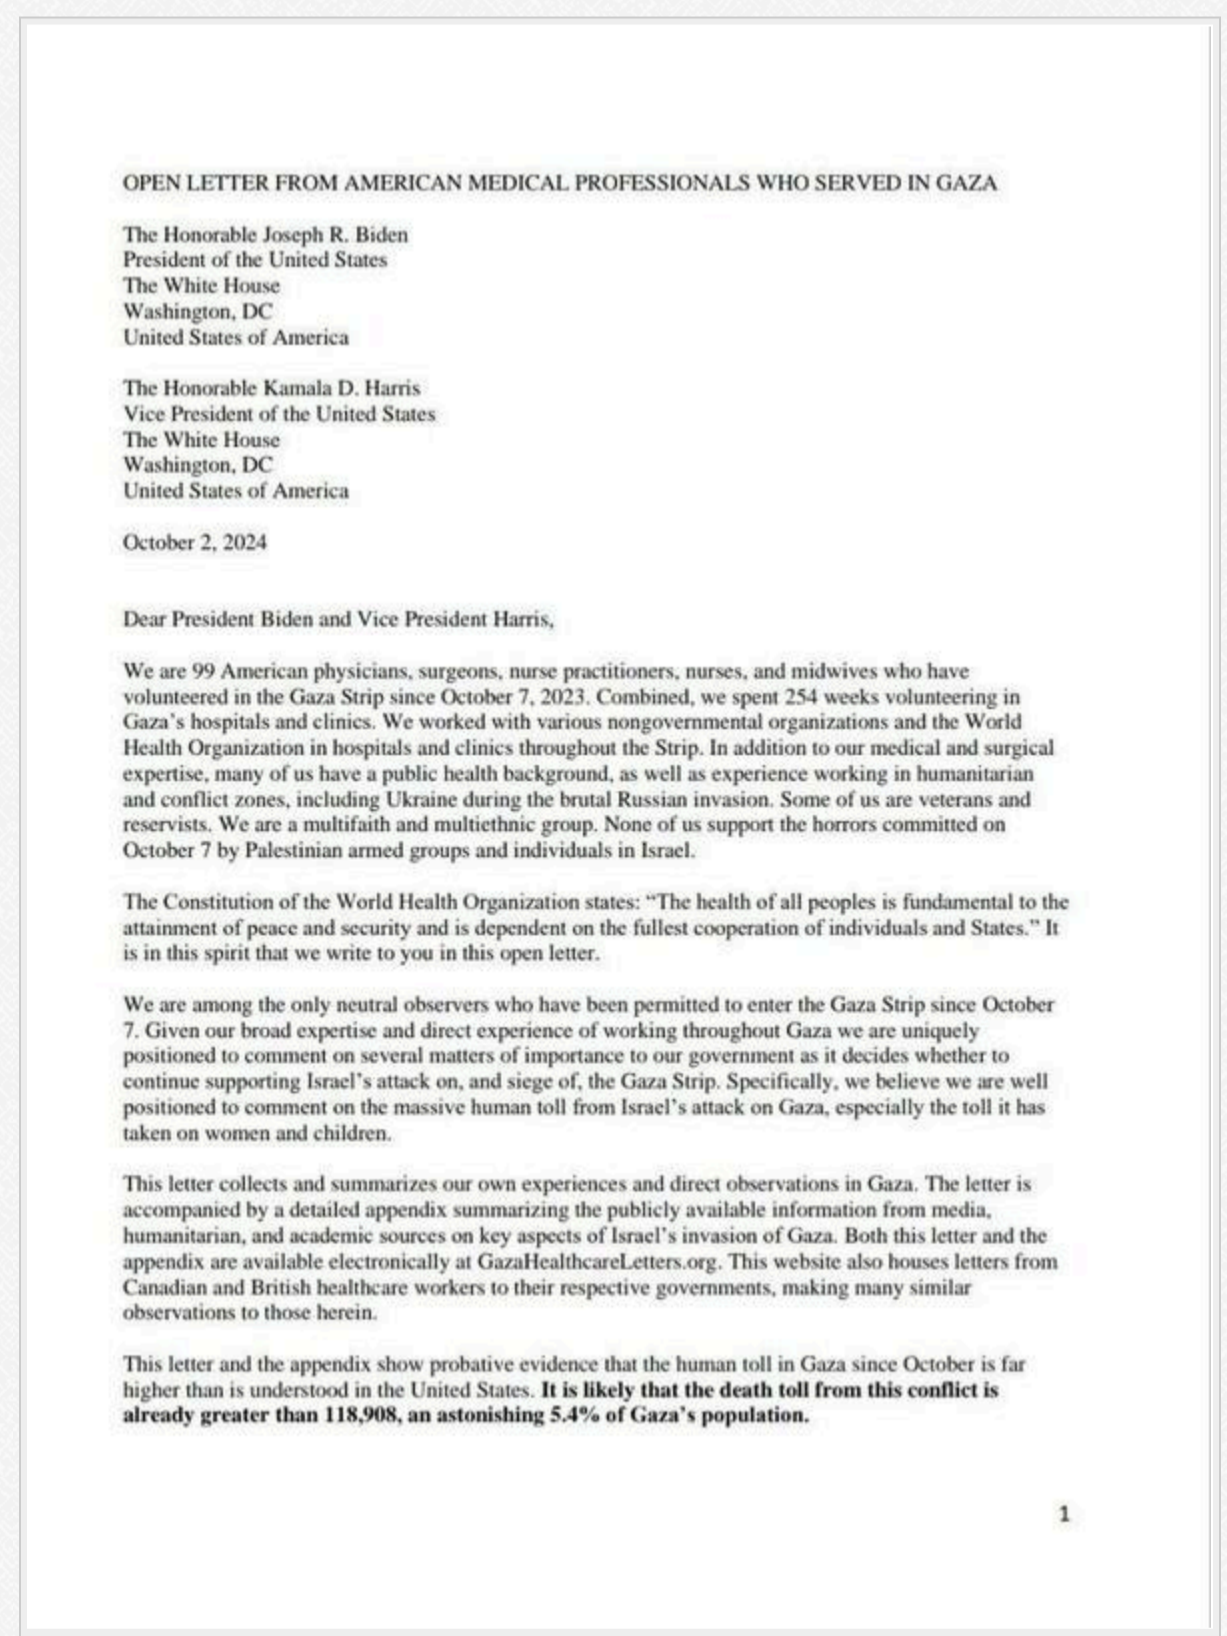 OPEN LETTER FROM AMERICAN MEDICAL PROFESSIONALS WHO SERVED IN GAZA
The Honorable Joseph R. Biden
President of the United States
The White House
Washington, DC
United States of America
The Honorable Kamala D. Harris
Vice President of the United States
The White House
Washington, DC
United States of America
October 2, 2024
Dear President Biden and Vice President Harris,
We are 99 American physicians, surgeons, nurse practitioners, nurses, and midwives who have
volunteered in the Gaza Strip since October 7, 2023. Combined, we spent 254 weeks volunteering in
Gaza's hospitals and clinics. We worked with various nongovernmental organizations and the World
Health Organization in hospitals and clinics throughout the Strip. In addition to our medical and surgical
expertise, many of us have a public health background, as well as experience working in humanitarian
and conflict zones, including Ukraine during the brutal Russian invasion. Some of us are veterans and
reservists. We are a multifaith and multiethnic group. None of us support the horrors committed on
October 7 by Palestinian armed groups and individuals in Israel.
The Constitution of the World Health Organization states: “The health of all peoples is fundamental to the
attainment of peace and security and is dependent on the fullest cooperation of individuals and States.” It
is in this spirit that we write to you in this open letter.
We are among the only neutral observers who have been permitted to enter the Gaza Strip since October
7. Given our broad expertise and direct experience of working throughout Gaza we are uniquely
positioned to comment on several matters of importance to our government as it decides whether to
continue supporting Israel's attack on, and siege of, the Gaza Strip. Specifically, we believe we are well
positioned to comment on the massive human toll from Israel's attack on Gaza, especially the toll it has
taken on women and children.
This letter collects and summarizes our own experiences and direct observations in Gaza. The letter is
accompanied by a detailed appendix summarizing the publicly available information from media,
humanitarian, and academic sources on key aspects of Israel's invasion of Gaza. Both this letter and the
appendix are available electronically at GazaHealthcareLetters.org. This website also houses letters from
Canadian and British healthcare workers to their respective governments, making many similar
observations to those herein.
This letter and the appendix show probative evidence that the human toll in Gaza since October is far
higher than is understood in the United States. It is likely that the death toll from this conflict is
already greater than 118,908, an astonishing 5.4% of Gaza's population.
1